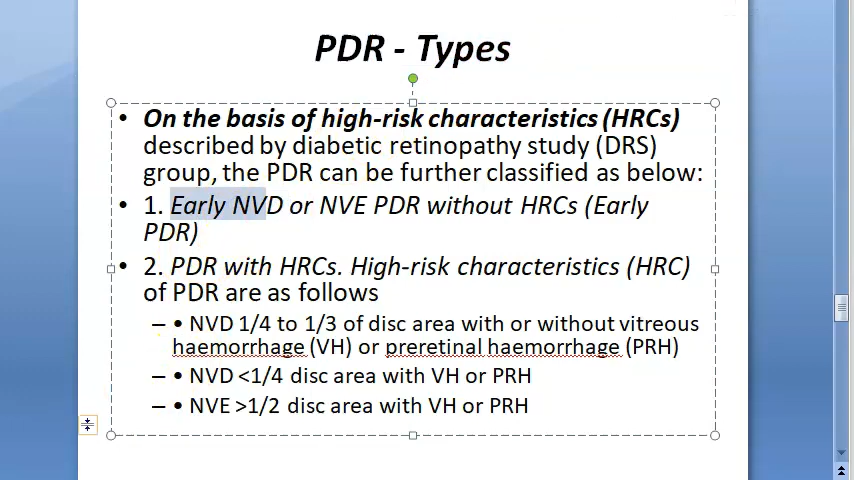 PDR - Types
• On the basis of high-risk characteristics (HRCs)
described by diabetic retinopathy study (DRS)
group, the PDR can be further classified as below:
• 1. Early NVD or NVE PDR without HRCs (Early
PDR)
• 2. PDR with HRCs. High-risk characteristics (HRC)
of PDR are as follows
– • NVD 1/4 to 1/3 of disc area with or without vitreous
haemorrhage (VH) or preretinal haemorrhage (PRH)
– • NVD <1/4 disc area with VH or PRH
– • NVE >1/2 disc area with VH or PRH